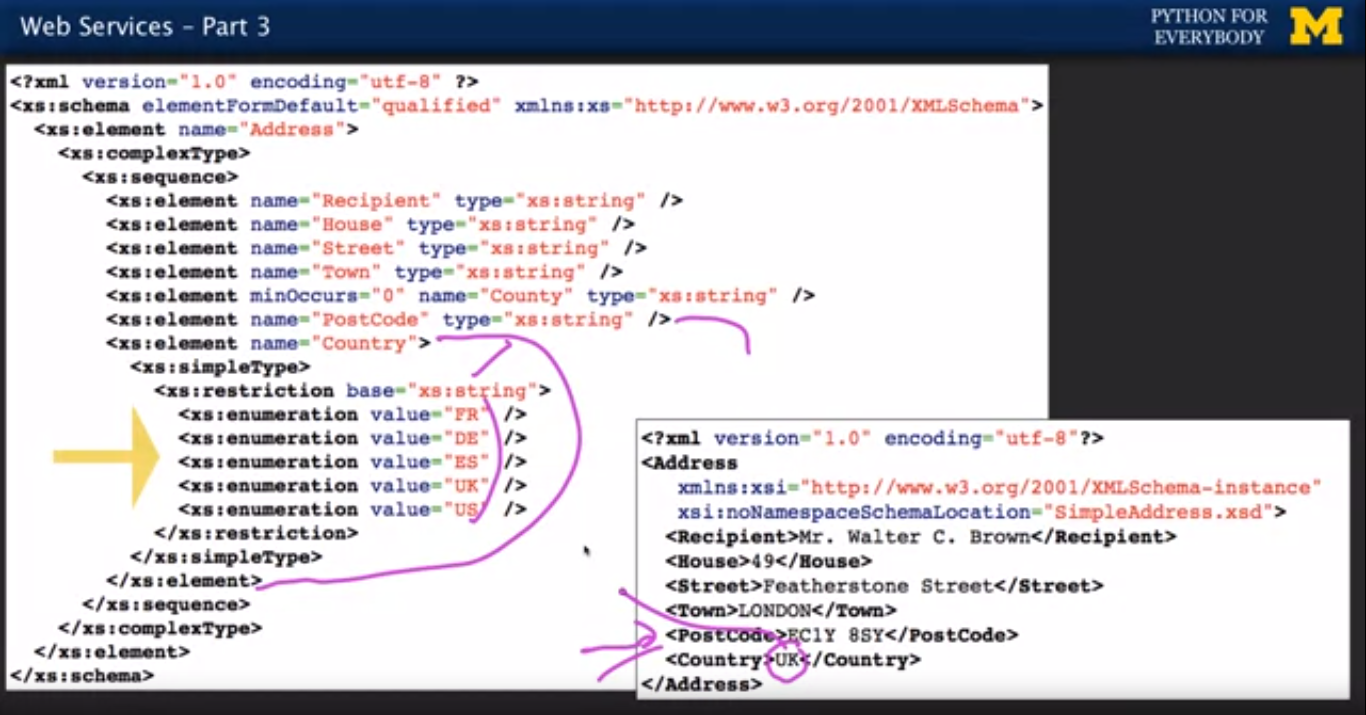 Web Services – Part 3
PYTHON FOR
EVERYBODY
M
<?xml version="1.0" encoding="utf-8" ?>
<xs:schema elementFormDefault="qualified" xmlns:xs="http://www.w3.org/2001/XMLSchema">
<xs:element name="Address">
<xs:complexType>
<xs:sequence>
<xs:element name="Recipient" type="xs:string" />
<xs:element name="House" type="xs:string" />
<xs:element name="Street" type="xs:string" />
<xs:element name="Town" type="xs:string" />
<xs:element minOccurs="0" name="County" type="xs:string" />
<xs:element name="PostCode" type="xs:string" />
<xs:element name="Country">
<xs:simpleType>
<xs:restriction base="xs:string">
<xs:enumeration value="FR" />
<xs:enumeration value="DE" />
<xs:enumeration value="ES" />
<xs:enumeration value="UK" />
<xs:enumeration value="US" />
</xs:restriction>
</xs:simpleType>
</xs:element>
</xs:sequence>
</xs:complexType>
</xs:element>
</xs:schema>
<?xml version="1.0" encoding="utf-8"?>
<Address
xmlns:xsi="http://www.w3.org/2001/XMLSchema-instance"
xsi:noNamespaceSchemaLocation="SimpleAddress.xsd">
<Recipient>Mr. Walter C. Brown</Recipient>
<House>49</House>
<Street>Featherstone Street</Street>
<Town>LONDON</Town>
<PostCode>EC1Y 8SY</PostCode>
<Country>UK</Country>
</Address>